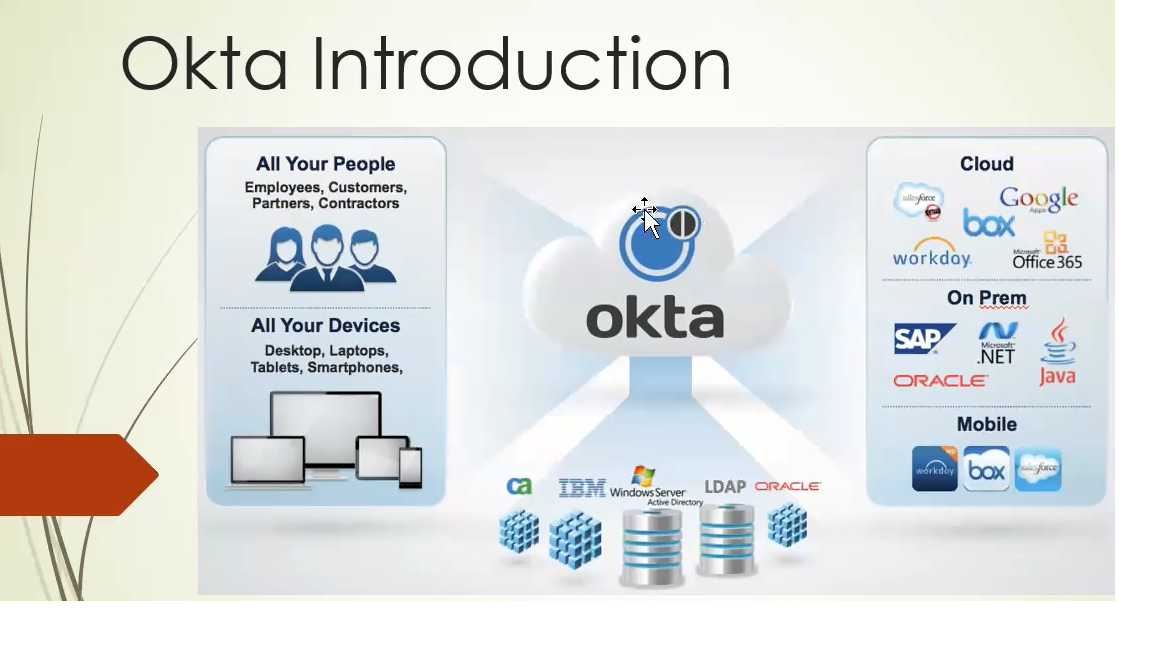 Okta Introduction
All Your People
Employees, Customers,
Partners, Contractors
All Your Devices
Desktop, Laptops,
Tablets, Smartphones,
okta
ca
IBM
Windows Server
Active Directory
LDAP
ORACLE
Cloud
salesforce
Google
Apps
box
workday.
Microsoft
Office 365
On Prem
SAP
Microsoft
.NET
Java
ORACLE
Mobile
workday
HD
box
salesforce